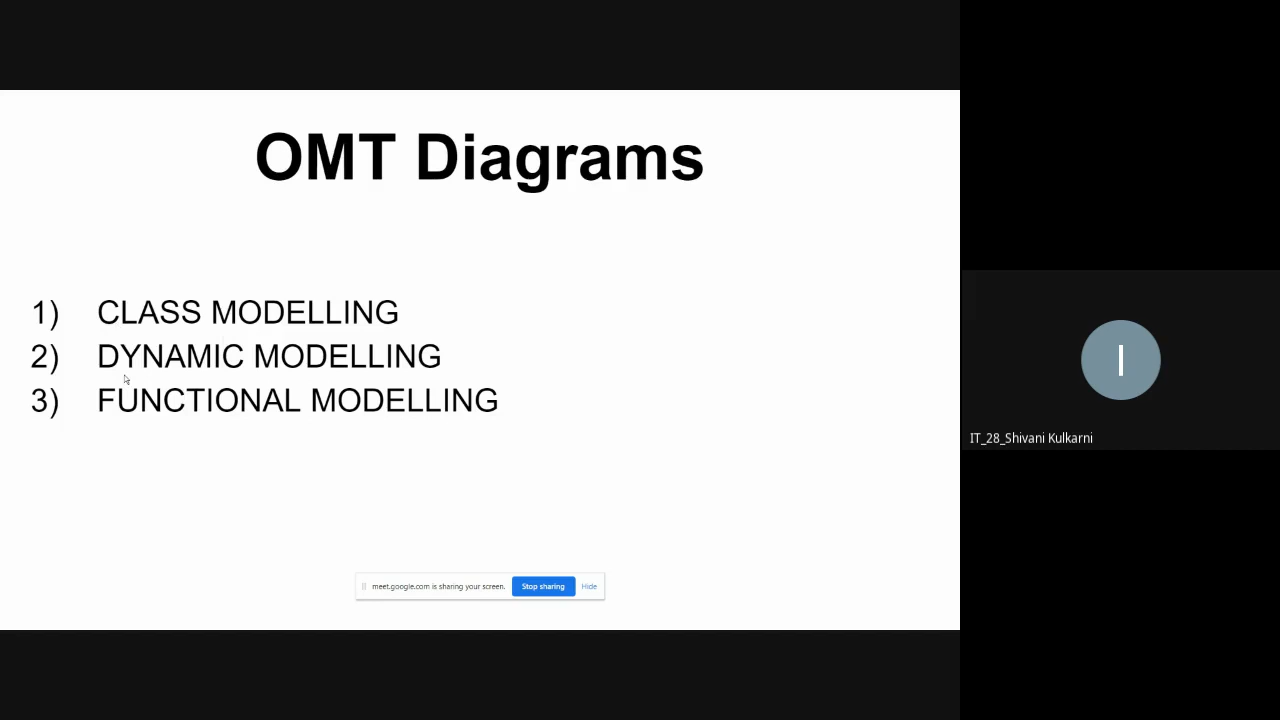 OMT Diagrams
1) CLASS MODELLING
2) DYNAMIC MODELLING
3) FUNCTIONAL MODELLING
meet.google.com is sharing your screen. Stop sharing Hide
I
IT_28_Shivani Kulkarni